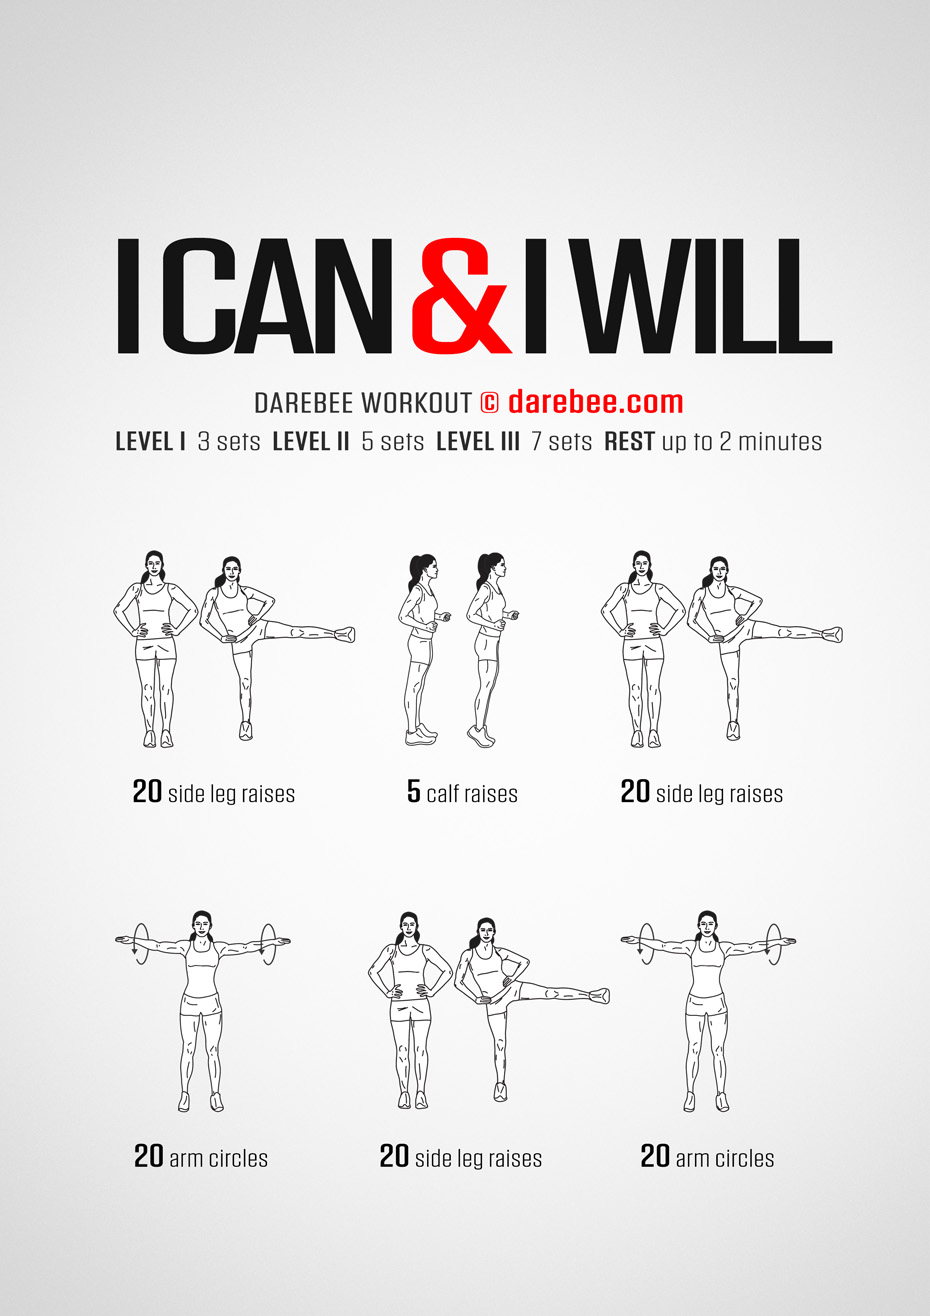 I CAN & I WILL
DAREBEE WORKOUT © darebee.com
LEVEL I 3 sets LEVEL II 5 sets LEVEL III 7 sets REST up to 2 minutes
20 side leg raises
5 calf raises
20 side leg raises
20 arm circles
20 side leg raises
20 arm circles